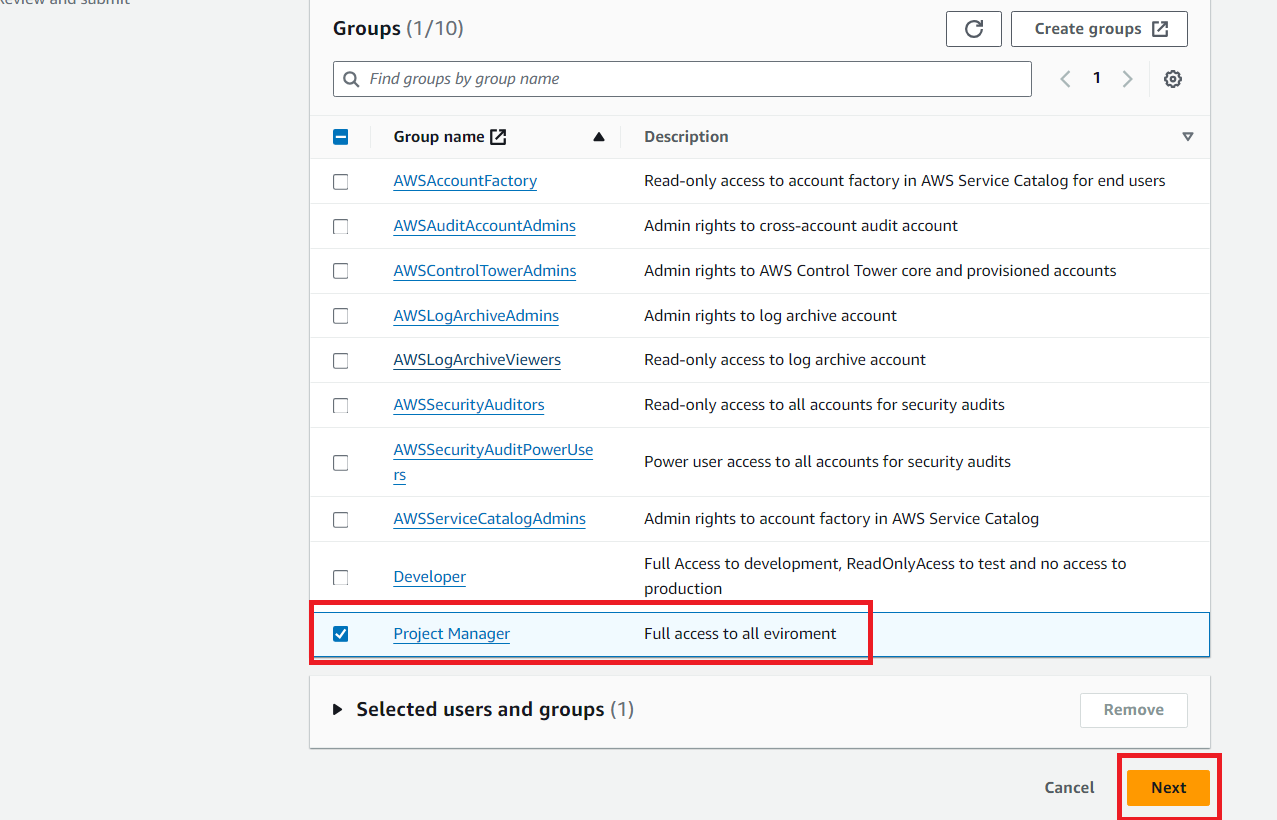 Review and submit
Groups (1/10)
Create groups
Find groups by group name
1
Group name
Description
AWSAccountFactory
Read-only access to account factory in AWS Service Catalog for end users
AWSAuditAccountAdmins
Admin rights to cross-account audit account
AWSControlTowerAdmins
Admin rights to AWS Control Tower core and provisioned accounts
AWSLogArchiveAdmins
Admin rights to log archive account
AWSLogArchiveViewers
Read-only access to log archive account
AWSSecurityAuditors
Read-only access to all accounts for security audits
AWSSecurityAuditPowerUse
rs
Power user access to all accounts for security audits
AWSServiceCatalogAdmins
Admin rights to account factory in AWS Service Catalog
Developer
Full Access to development, ReadOnlyAcess to test and no access to
production
Project Manager
Full access to all eviroment
Selected users and groups (1)
Remove
Cancel
Next